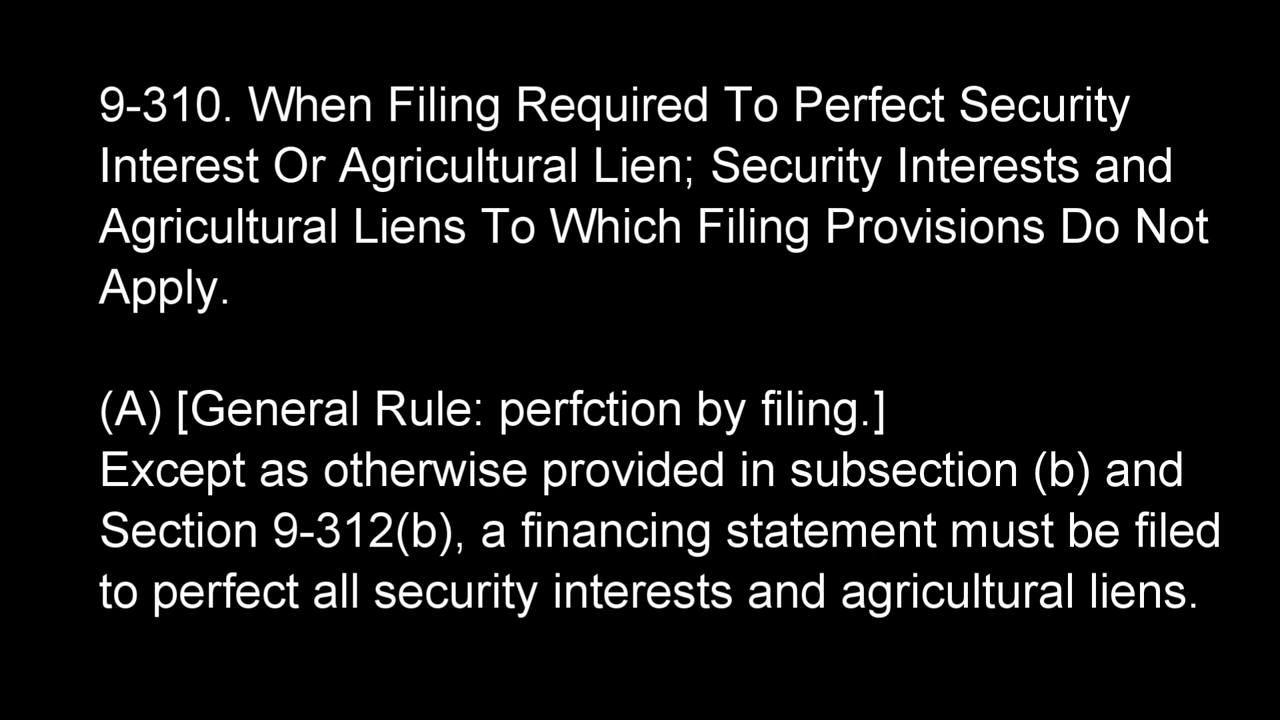 9-310. When Filing Required To Perfect Security
Interest Or Agricultural Lien; Security Interests and
Agricultural Liens To Which Filing Provisions Do Not
Apply.
(A) [General Rule: perfction by filing.]
Except as otherwise provided in subsection (b) and
Section 9-312(b), a financing statement must be filed
to perfect all security interests and agricultural liens.